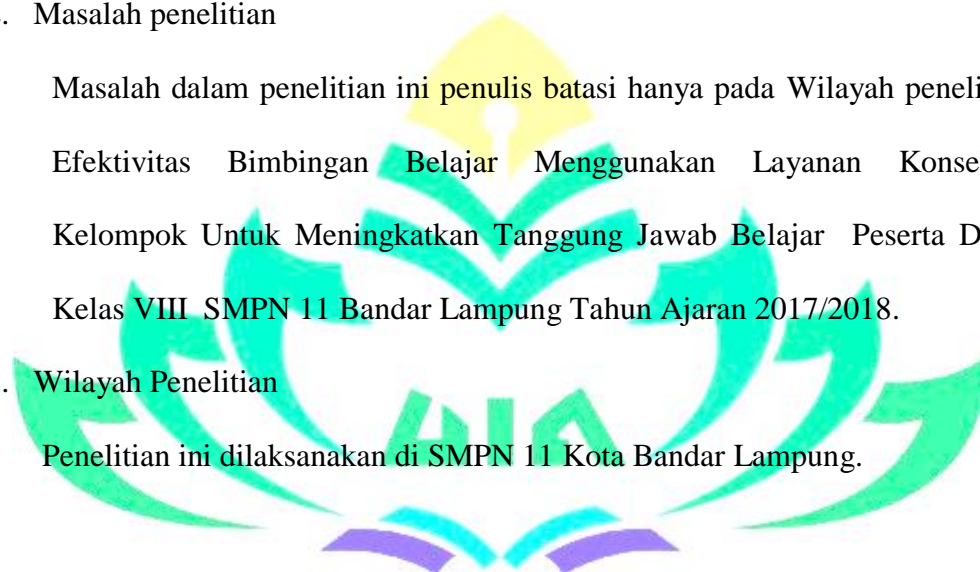 . Masalah penelitian
Masalah dalam penelitian ini penulis batasi hanya pada Wilayah peneli
Efektivitas Bimbingan Belajar Menggunakan Layanan Konse
Kelompok Untuk Meningkatkan Tanggung Jawab Belajar Peserta D
Kelas VIII SMPN 11 Bandar Lampung Tahun Ajaran 2017/2018.
. Wilayah Penelitian
Penelitian ini dilaksanakan di SMPN 11 Kota Bandar Lampung.